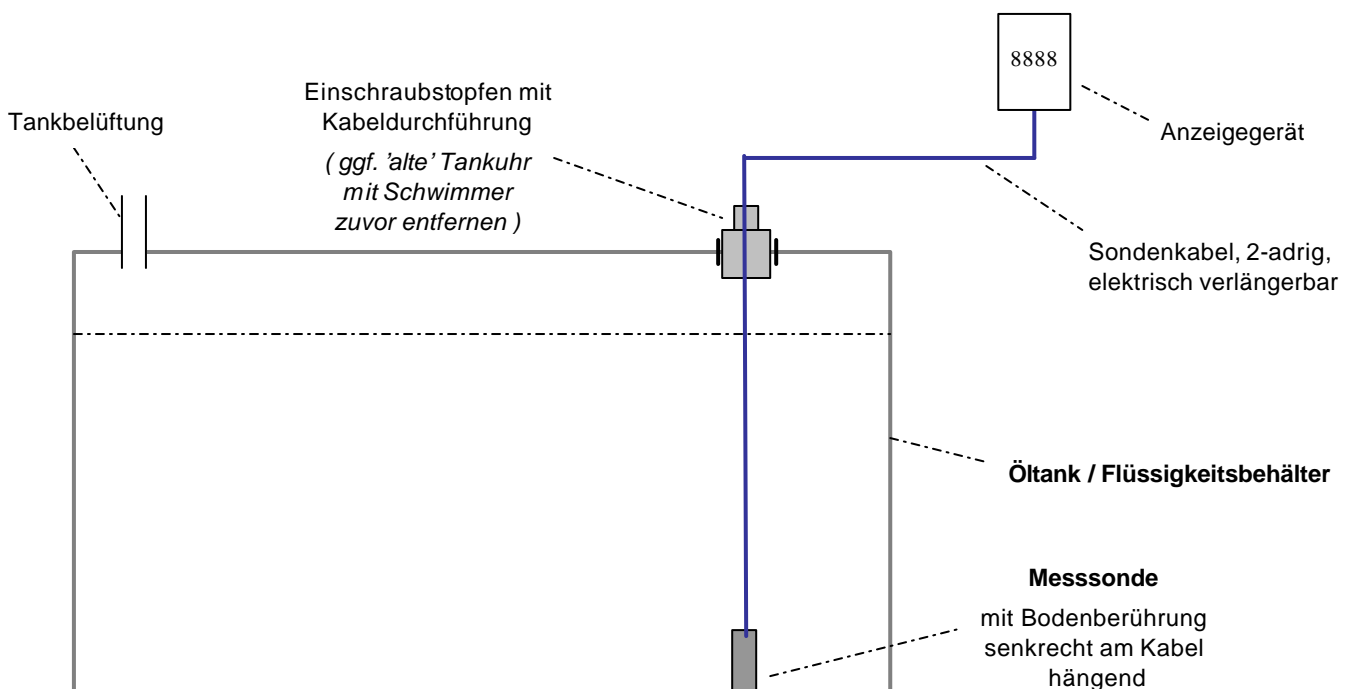 8888
Einschraubstopfen mit
Kabeldurchführung
( ggf. 'alte' Tankuhr
mit Schwimmer
zuvor entfernen )
Tankbelüftung
Anzeigegerät
Sondenkabel, 2-adrig,
elektrisch verlängerbar
Öltank / Flüssigkeitsbehälter
Messsonde
mit Bodenberührung
senkrecht am Kabel
hängend